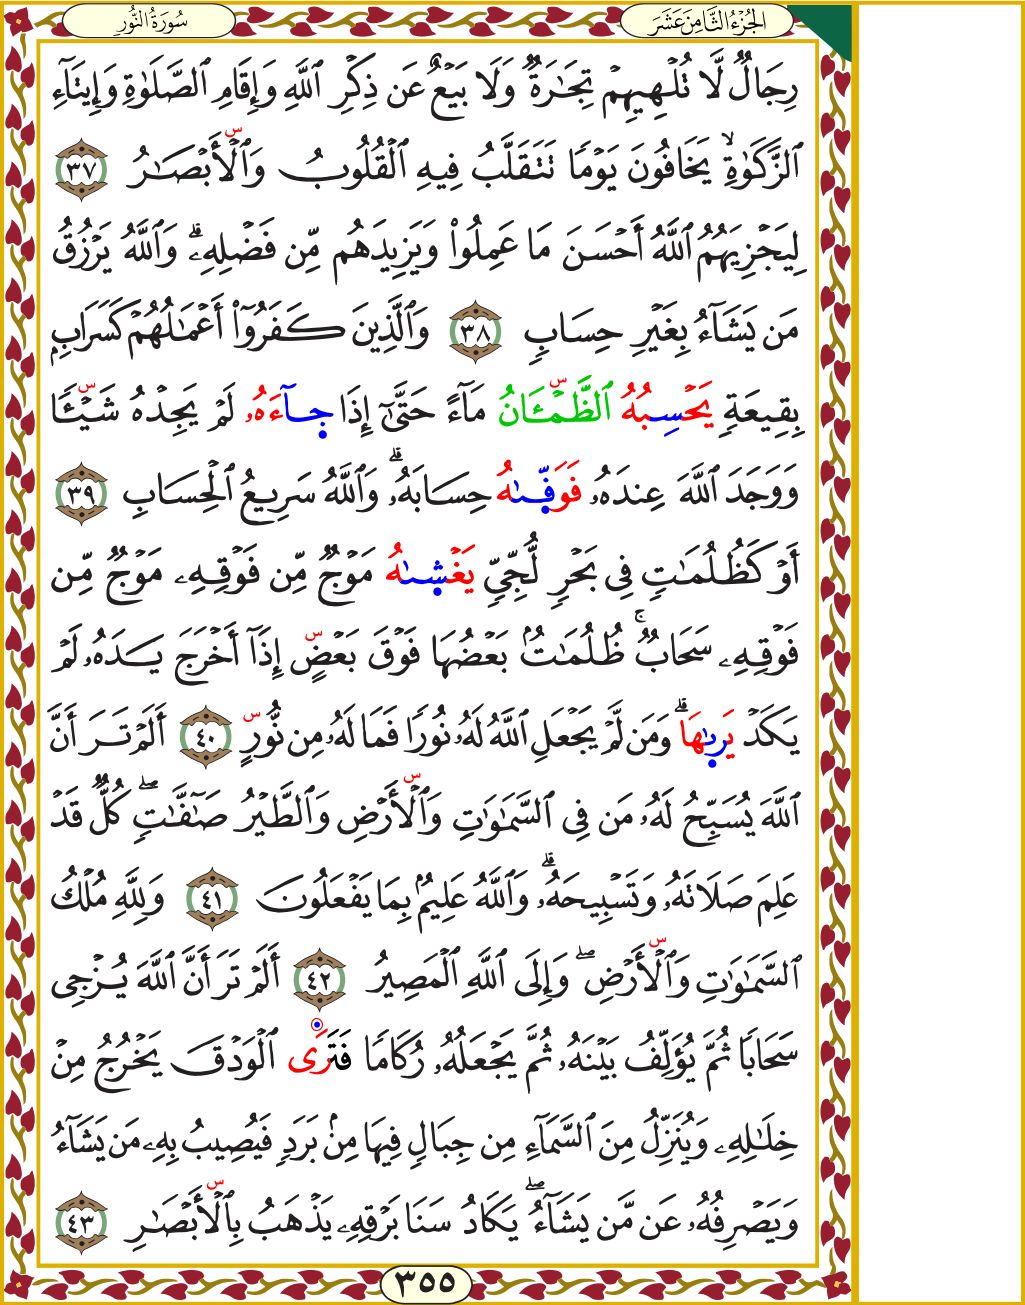 الجُزْءُ الثَّامِنَ عَشَرَ
سُورَةُ النُّورِ
رِجَالٌ لَّا تُلْهِيهِمْ تِجَٰرَةٌ وَلَا بَيْعٌ عَن ذِكْرِ ٱللَّهِ وَإِقَامِ ٱلصَّلَوٰةِ وَإِيتَآءِ
ٱلزَّكَوٰةِ ۙ يَخَافُونَ يَوْمًا تَتَقَلَّبُ فِيهِ ٱلْقُلُوبُ وَٱلْأَبْصَٰرُ ٣٧
لِيَجْزِيَهُمُ ٱللَّهُ أَحْسَنَ مَا عَمِلُوا۟ وَيَزِيدَهُم مِّن فَضْلِهِۦ ۗ وَٱللَّهُ يَرْزُقُ
مَن يَشَآءُ بِغَيْرِ حِسَابٍ ٣٨ وَٱلَّذِينَ كَفَرُوٓا۟ أَعْمَٰلُهُمْ كَسَرَابٍۭ
بِقِيعَةٍ يَحْسِبُهُ ٱلظَّمْـَٔانُ مَآءً حَتَّىٰٓ إِذَا جَآءَهُۥ لَمْ يَجِدْهُ شَيْـًٔا
وَوَجَدَ ٱللَّهَ عِندَهُۥ فَوَفَّىٰهُ حِسَابَهُۥ ۗ وَٱللَّهُ سَرِيعُ ٱلْحِسَابِ ٣٩
أَوْ كَظُلُمَٰتٍ فِى بَحْرٍ لُّجِّىٍّ يَغْشَىٰهُ مَوْجٌ مِّن فَوْقِهِۦ مَوْجٌ مِّن
فَوْقِهِۦ سَحَابٌ ۚ ظُلُمَٰتٌۢ بَعْضُهَا فَوْقَ بَعْضٍ إِذَآ أَخْرَجَ يَدَهُۥ لَمْ
يَكَدْ يَرَىٰهَا ۗ وَمَن لَّمْ يَجْعَلِ ٱللَّهُ لَهُۥ نُورًا فَمَا لَهُۥ مِن نُّورٍ ٤٠ أَلَمْ تَرَ أَنَّ
ٱللَّهَ يُسَبِّحُ لَهُۥ مَن فِى ٱلسَّمَٰوَٰتِ وَٱلْأَرْضِ وَٱلطَّيْرُ صَٰٓفَّٰتٍ ۖ كُلٌّ قَدْ
عَلِمَ صَلَاتَهُۥ وَتَسْبِيحَهُۥ ۗ وَٱللَّهُ عَلِيمٌۢ بِمَا يَفْعَلُونَ ٤١ وَلِلَّهِ مُلْكُ
ٱلسَّمَٰوَٰتِ وَٱلْأَرْضِ ۖ وَإِلَى ٱللَّهِ ٱلْمَصِيرُ ٤٢ أَلَمْ تَرَ أَنَّ ٱللَّهَ يُزْجِى
سَحَابًا ثُمَّ يُؤَلِّفُ بَيْنَهُۥ ثُمَّ يَجْعَلُهُۥ رُكَامًا فَتَرَى ٱلْوَدْقَ يَخْرُجُ مِنْ
خِلَٰلِهِۦ وَيُنَزِّلُ مِنَ ٱلسَّمَآءِ مِن جِبَالٍ فِيهَا مِنۢ بَرَدٍ فَيُصِيبُ بِهِۦ مَن يَشَآءُ
وَيَصْرِفُهُۥ عَن مَّن يَشَآءُ ۖ يَكَادُ سَنَا بَرْقِهِۦ يَذْهَبُ بِٱلْأَبْصَٰرِ ٤٣
٣٥٥